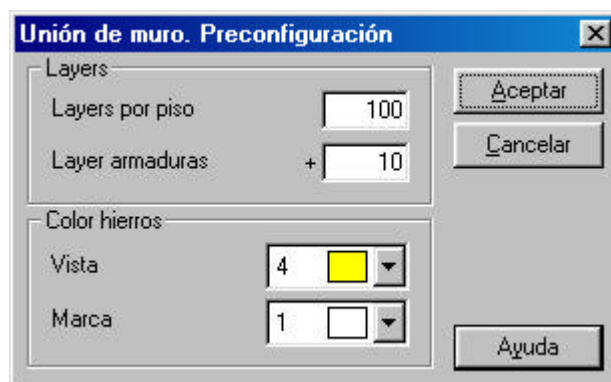 Unión de muro. Preconfiguración
Layers
Layers por piso 100
Layer armaduras + 10
Color hierros
Vista 4
Marca 1
Aceptar
Cancelar
Ayuda